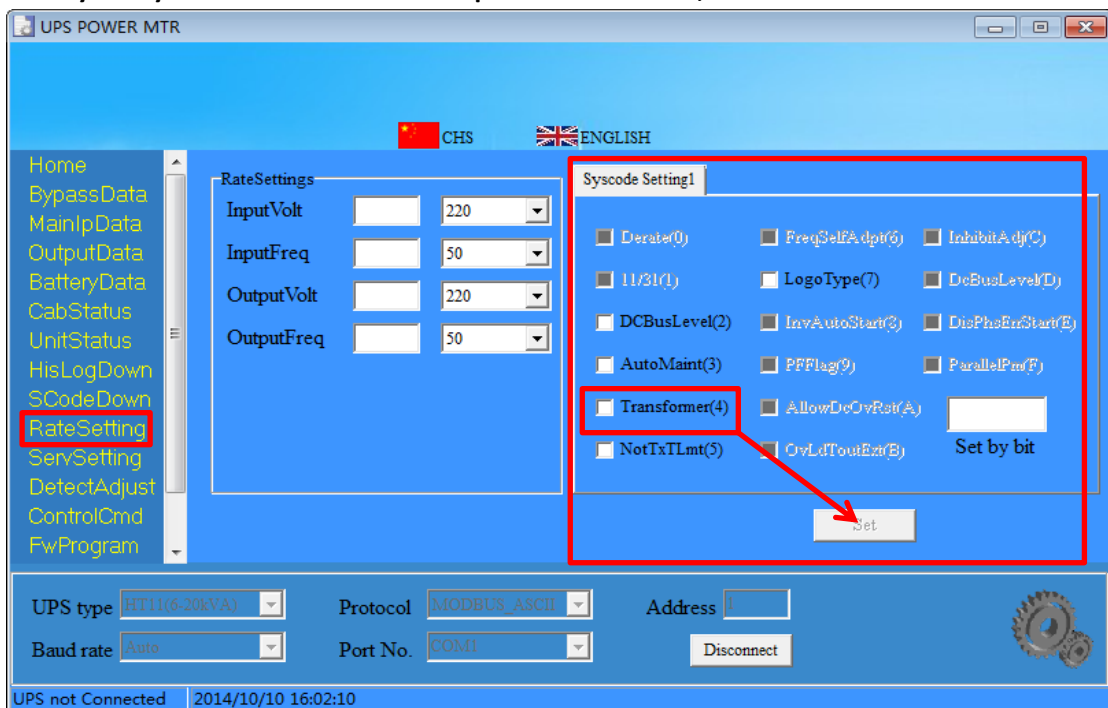 UPS POWER MTR
CHS
ENGLISH
Home
BypassData
MainIpData
OutputData
BatteryData
CabStatus
UnitStatus
HisLogDown
SCodeDown
RateSetting
ServSetting
DetectAdjust
ControlCmd
FwProgram
RateSettings
InputVolt 220
InputFreq 50
OutputVolt 220
OutputFreq 50
Syscode Setting1
Derate(0) FreqSelfAdpt(6) InhibitAdj(C)
11/31(1) LogoType(7) DcBusLevel(D)
DCBusLevel(2) InvAutoStart(8) DisPhsErrStart(E)
AutoMaint(3) PFFlag(9) ParallelPm(F)
Transformer(4) AllowDcOvRst(A)
NotTxTLmt(5) OvLdToutExt(B) Set by bit
Set
UPS type HT11(6-20kVA) Protocol MODBUS_ASCII Address 1
Baud rate Auto Port No. COM1 Disconnect
UPS not Connected 2014/10/10 16:02:10